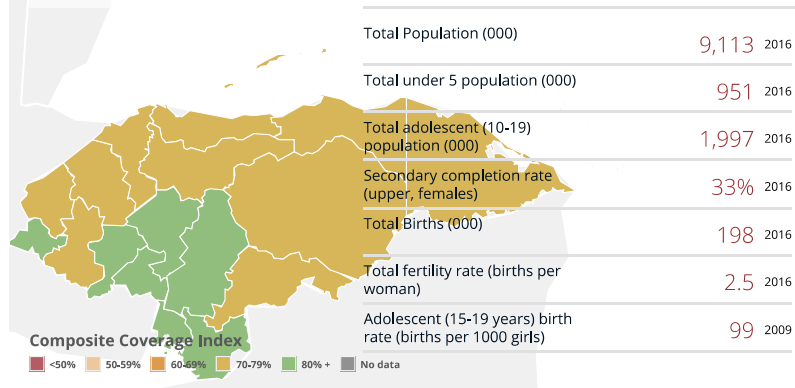 Total Population (000)
9,113 2016
Total under 5 population (000)
951 2016
Total adolescent (10-19)
population (000)
1,997 2016
Secondary completion rate
(upper, females)
33% 2016
Total Births (000)
198 2016
Total fertility rate (births per
woman)
2.5 2016
Adolescent (15-19 years) birth
rate (births per 1000 girls)
99 2009
Composite Coverage Index
<50% 50-59% 60-69% 70-79% 80% + No data